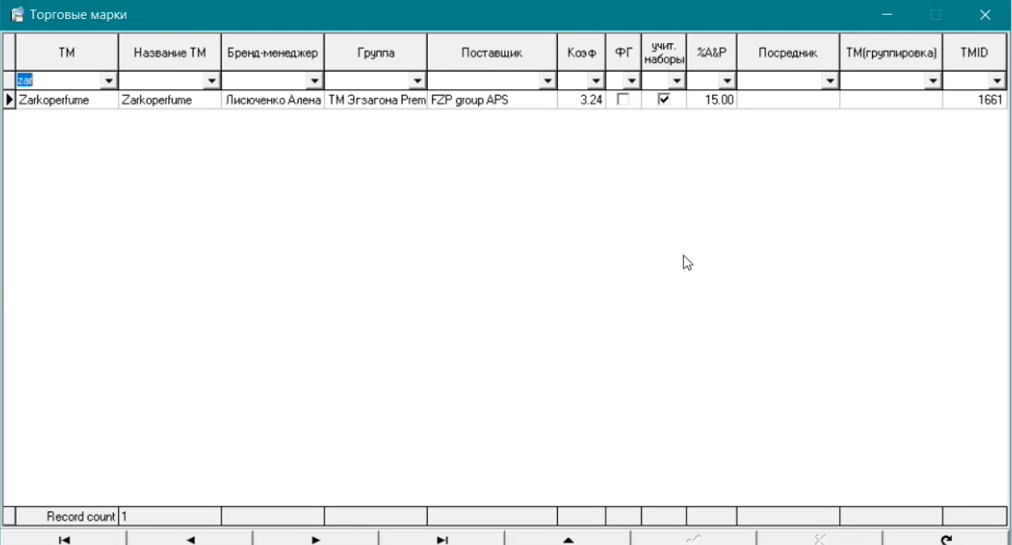 Торговые марки
ТМ Название ТМ Бренд-менеджер Группа Поставщик Коэф ФГ учит. наборы %A&P Посредник ТМ(группировка) TMID
zar
Zarkoperfume Zarkoperfume Лисюченко Алена ТМ Эгзагона Prem FZP group APS 3.24 15.00 1661
Record count 1